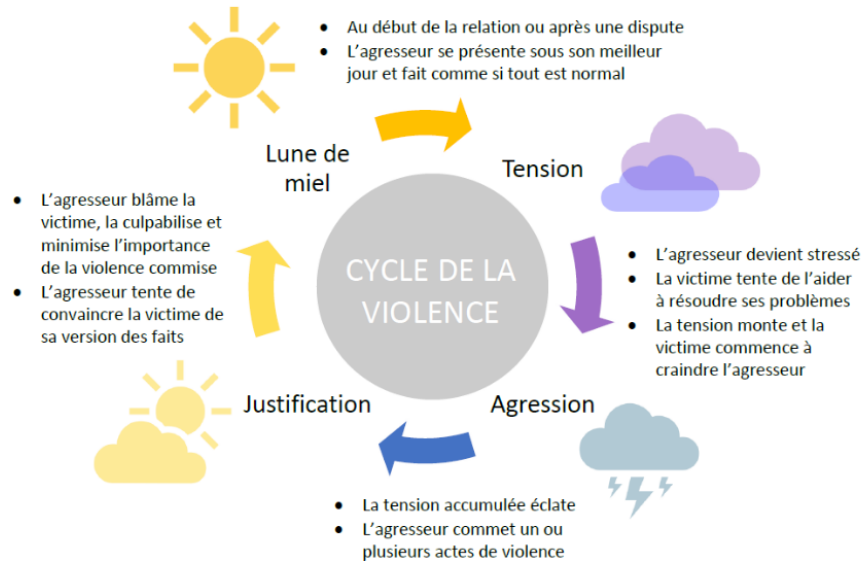 • Au début de la relation ou après une dispute
• L’agresseur se présente sous son meilleur
jour et fait comme si tout est normal
Lune de
miel
Tension
• L’agresseur blâme la
victime, la culpabilise et
minimise l’importance
de la violence commise
• L’agresseur tente de
convaincre la victime de
sa version des faits
CYCLE DE LA
VIOLENCE
• L’agresseur devient stressé
• La victime tente de l’aider
à résoudre ses problèmes
• La tension monte et la
victime commence à
craindre l’agresseur
Justification
Agression
• La tension accumulée éclate
• L’agresseur commet un ou
plusieurs actes de violence